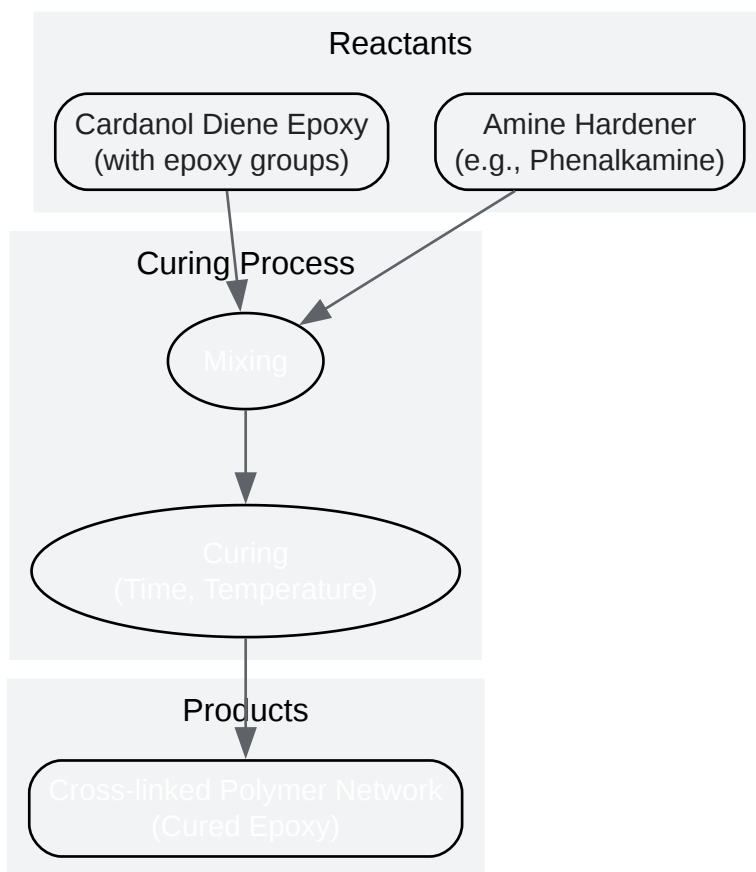 Reactants
Cardanol Diene Epoxy
(with epoxy groups)
Amine Hardener
(e.g., Phenalkamine)
Curing Process
Mixing
Curing
(Time, Temperature)
Products
Cross-linked Polymer Network
(Cured Epoxy)